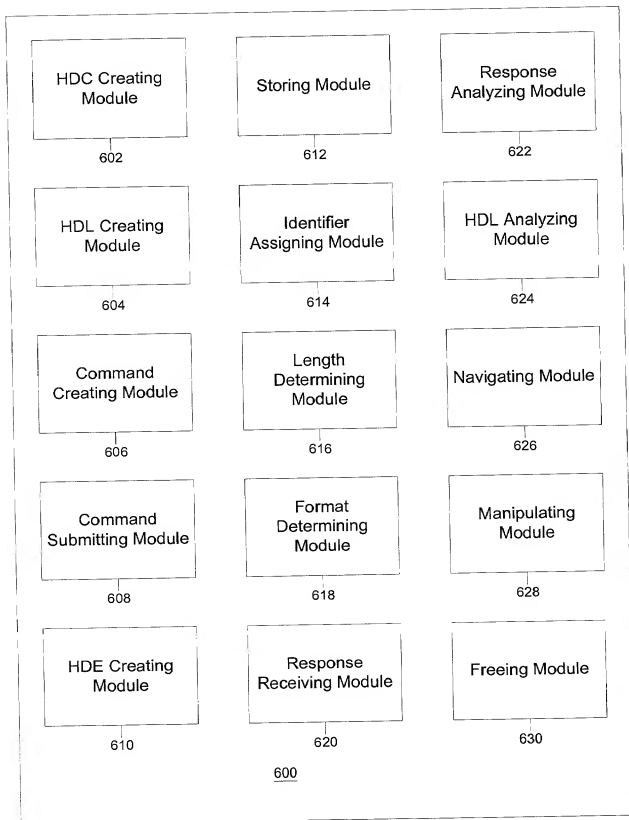 HDC Creating
Module
602
Storing Module
612
Response
Analyzing Module
622
HDL Creating
Module
604
Identifier
Assigning Module
614
HDL Analyzing
Module
624
Command
Creating Module
606
Length
Determining
Module
616
Navigating Module
626
Command
Submitting Module
608
Format
Determining
Module
618
Manipulating
Module
628
HDE Creating
Module
610
Response
Receiving Module
620
Freeing Module
630
600